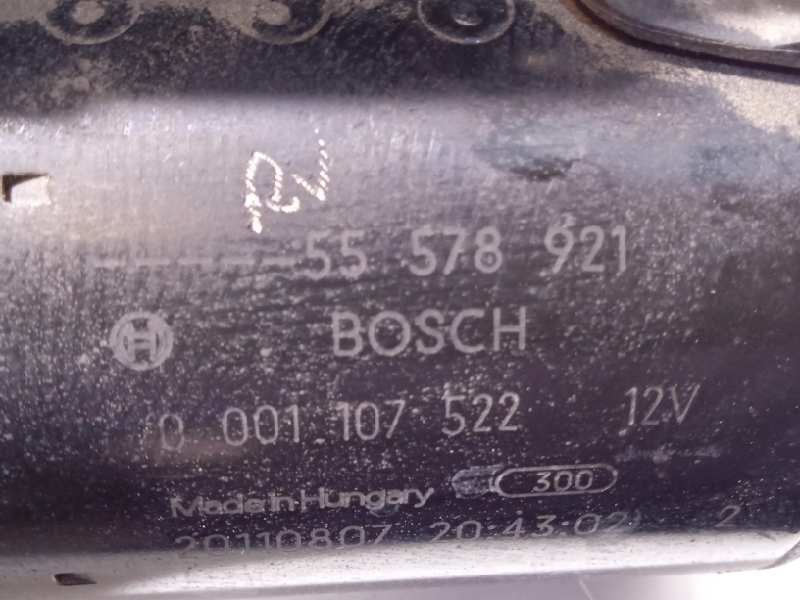 55 578 921
BOSCH
0 001 107 522 12V
Made in Hungary 300
20110807 20:43:02 2